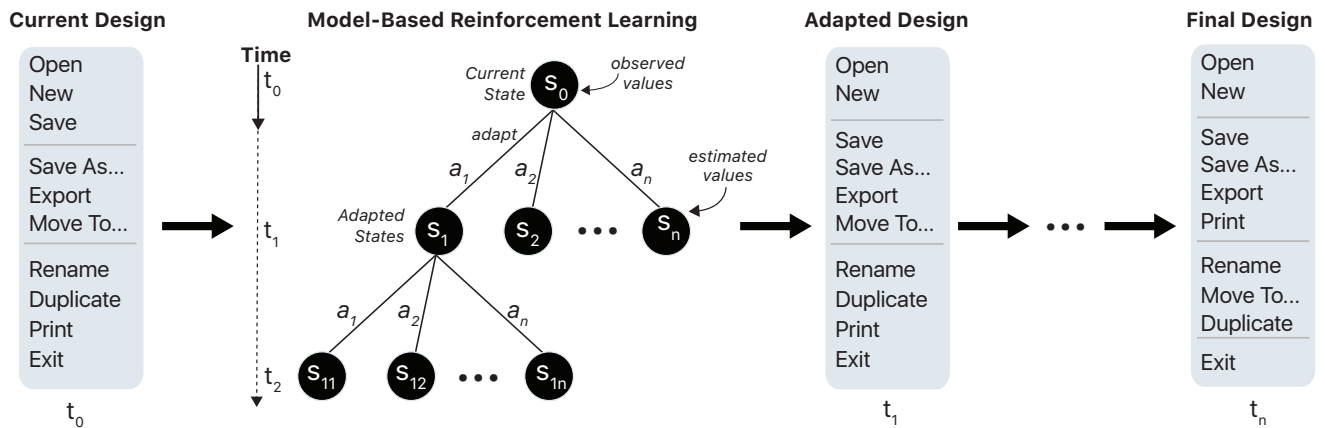 Current Design
Open
New
Save
Save As...
Export
Move To...
Rename
Duplicate
Print
Exit
t0
Model-Based Reinforcement Learning
Time
t0
t1
t2
Current
State
S0
observed
values
adapt
a1
a2
an
estimated
values
Adapted
States
S1
S2
Sn
a1
a2
an
S11
S12
S1n
Adapted Design
Open
New
Save
Save As...
Export
Move To...
Rename
Duplicate
Print
Exit
t1
Final Design
Open
New
Save
Save As...
Export
Print
Rename
Move To...
Duplicate
Exit
tn